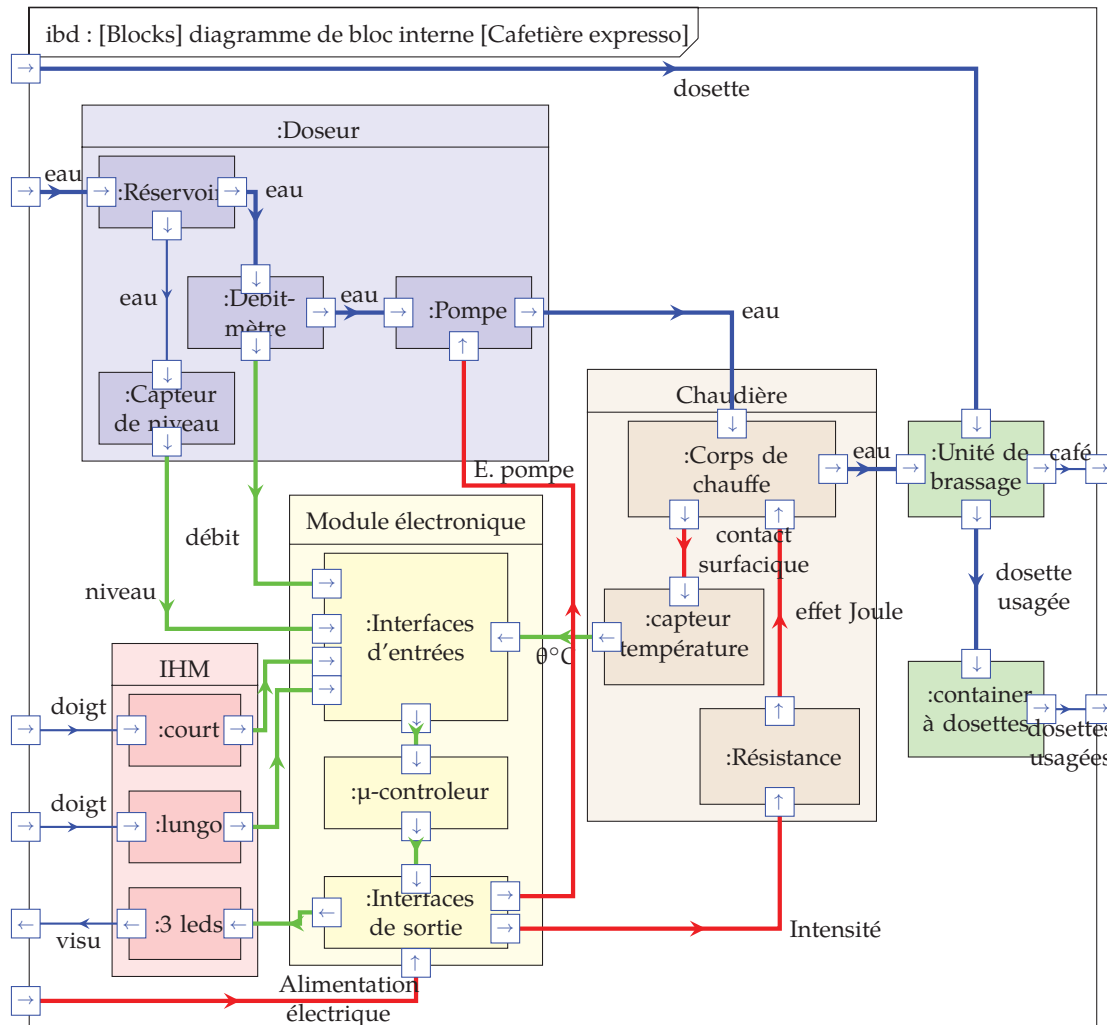 ibd : [Blocks] diagramme de bloc interne [Cafetière expresso]
dosette
:Doseur
eau
:Réservoir
eau
eau
:Débit-
mètre
eau
:Pompe
eau
:Capteur
de niveau
Chaudière
:Corps de
chauffe
eau
:Unité de
brassage
café
E. pompe
Module électronique
contact
surfacique
débit
niveau
dosette
usagée
:Interfaces
d'entrées
θ°C
:capteur
température
effet Joule
IHM
doigt
:court
:container
à dosettes
dosettes
usagées
:Résistance
:µ-controleur
doigt
:lungo
:Interfaces
de sortie
:3 leds
visu
Intensité
Alimentation
électrique